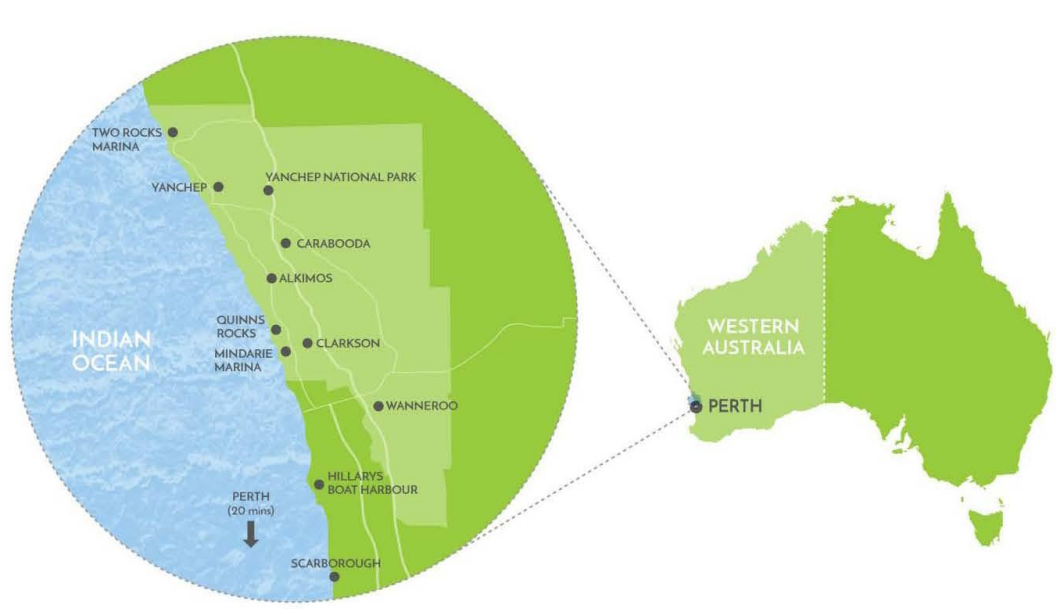 TWO ROCKS
MARINA
YANCHEP
YANCHEP NATIONAL PARK
CARABOODA
ALKIMOS
QUINNS
ROCKS
CLARKSON
MINDARIE
MARINA
INDIAN
OCEAN
WANNEROO
HILLARYS
BOAT HARBOUR
PERTH
(20 mins)
SCARBOROUGH
WESTERN
AUSTRALIA
PERTH